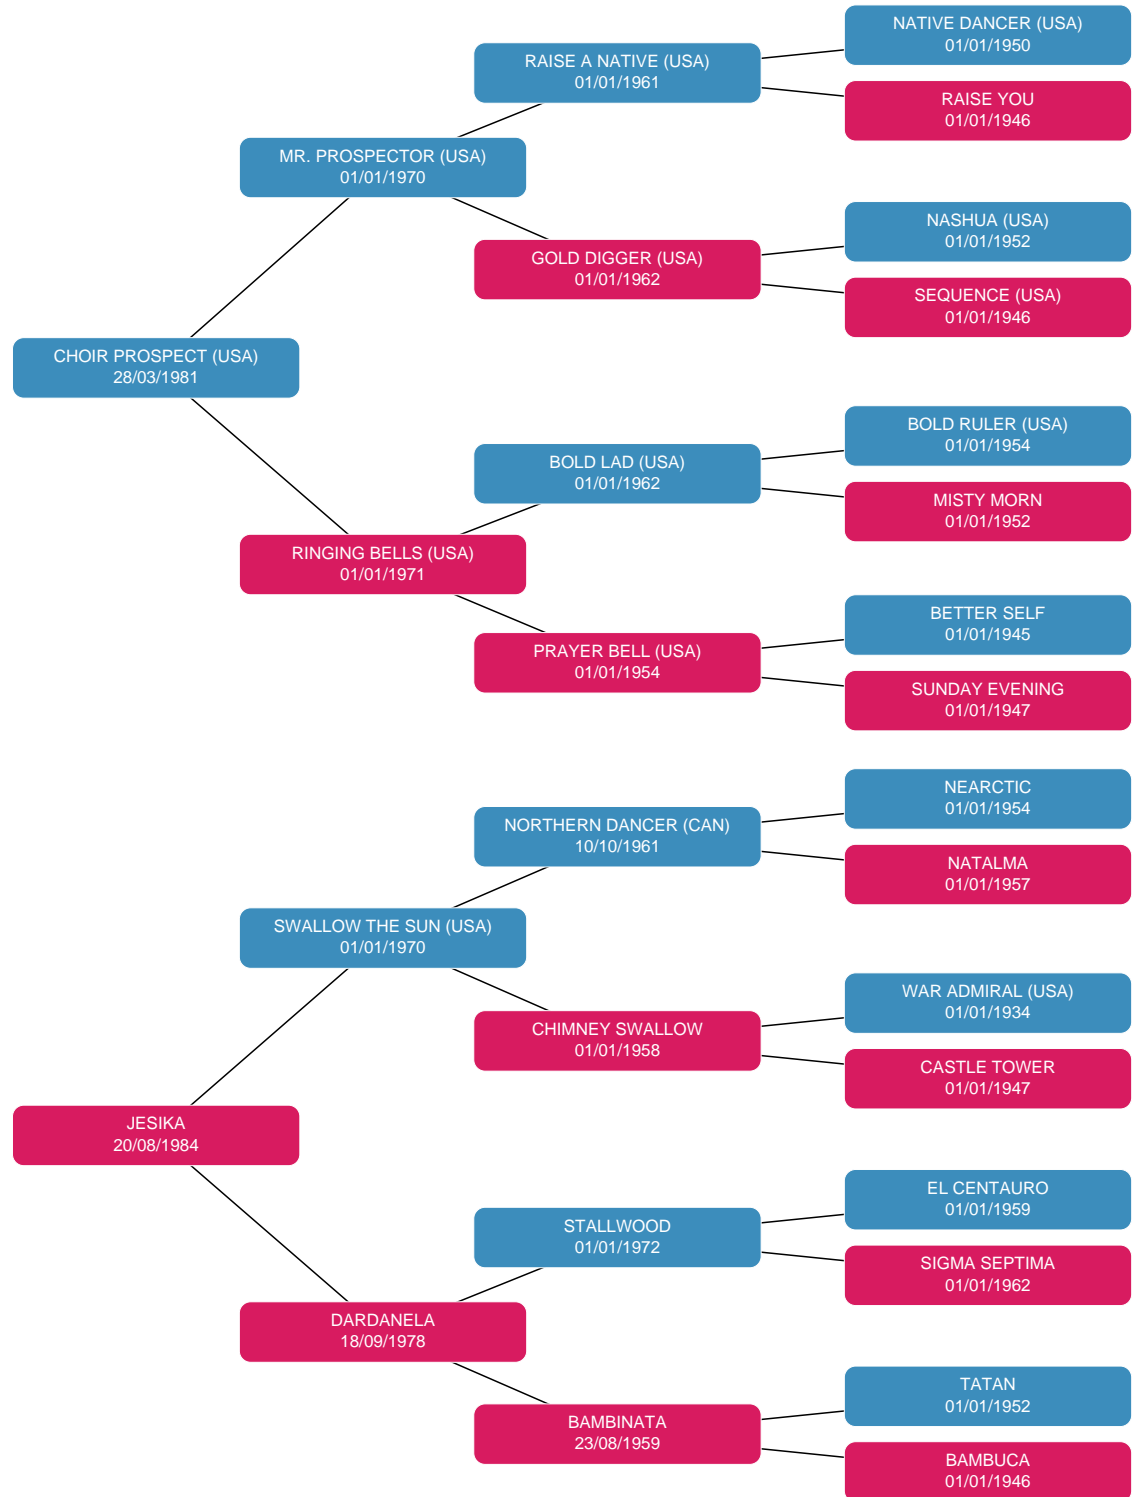 NATIVE DANCER (USA)
01/01/1950
RAISE A NATIVE (USA)
01/01/1961
RAISE YOU
01/01/1946
MR. PROSPECTOR (USA)
01/01/1970
NASHUA (USA)
01/01/1952
GOLD DIGGER (USA)
01/01/1962
SEQUENCE (USA)
01/01/1946
CHOIR PROSPECT (USA)
28/03/1981
BOLD RULER (USA)
01/01/1954
BOLD LAD (USA)
01/01/1962
MISTY MORN
01/01/1952
RINGING BELLS (USA)
01/01/1971
BETTER SELF
01/01/1945
PRAYER BELL (USA)
01/01/1954
SUNDAY EVENING
01/01/1947
NEARCTIC
01/01/1954
NORTHERN DANCER (CAN)
10/10/1961
NATALMA
01/01/1957
SWALLOW THE SUN (USA)
01/01/1970
WAR ADMIRAL (USA)
01/01/1934
CHIMNEY SWALLOW
01/01/1958
CASTLE TOWER
01/01/1947
JESIKA
20/08/1984
EL CENTAURO
01/01/1959
STALLWOOD
01/01/1972
SIGMA SEPTIMA
01/01/1962
DARDANELA
18/09/1978
TATAN
01/01/1952
BAMBINATA
23/08/1959
BAMBUCA
01/01/1946